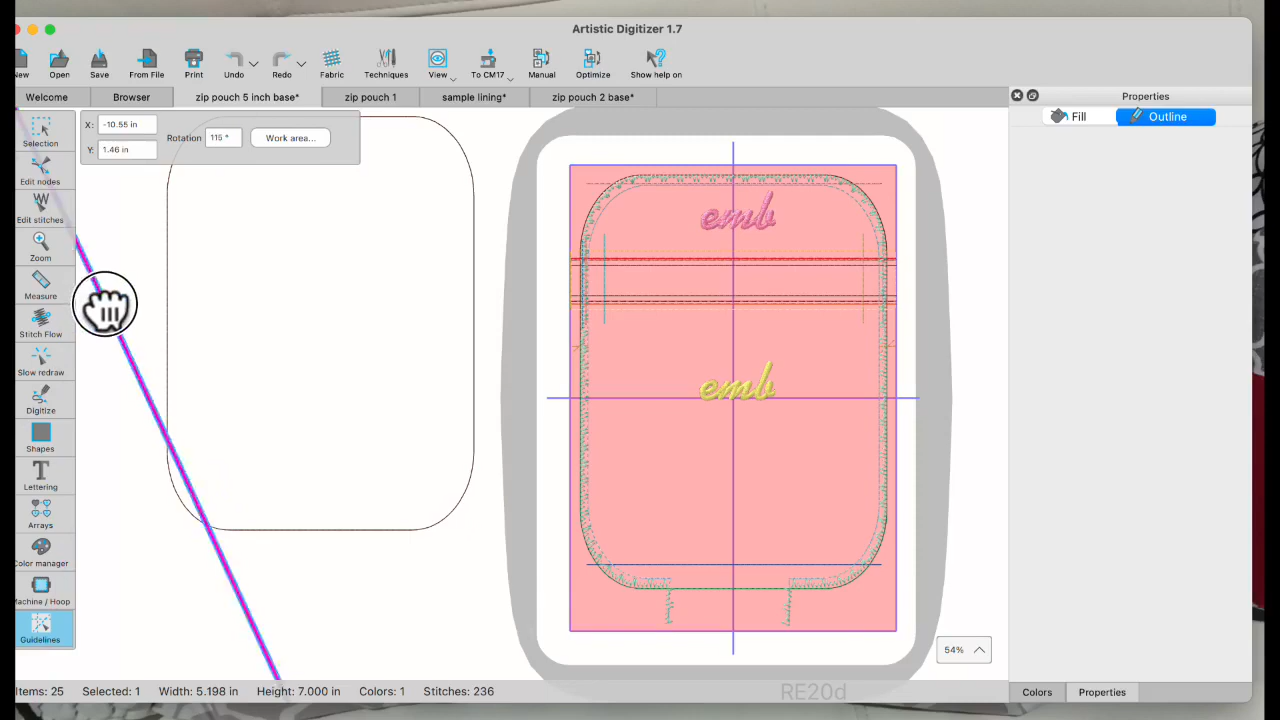 Artistic Digitizer 1.7
New Open Save From File Print Undo Redo Fabric Techniques View To CM17 Manual Optimize Show help on
Welcome Browser zip pouch 5 inch base* zip pouch 1 sample lining* zip pouch 2 base* Properties
X: -10.55 in
Y: 1.46 in
Rotation 115 ° Work area...
Fill Outline
Selection
Edit nodes
Edit stitches
Zoom
Measure
Stitch Flow
Slow redraw
Digitize
Shapes
Lettering
Arrays
Color manager
Machine / Hoop
Guidelines
emb
emb
54%
Items: 25 Selected: 1 Width: 5.198 in Height: 7.000 in Colors: 1 Stitches: 236
RE20d
Colors Properties